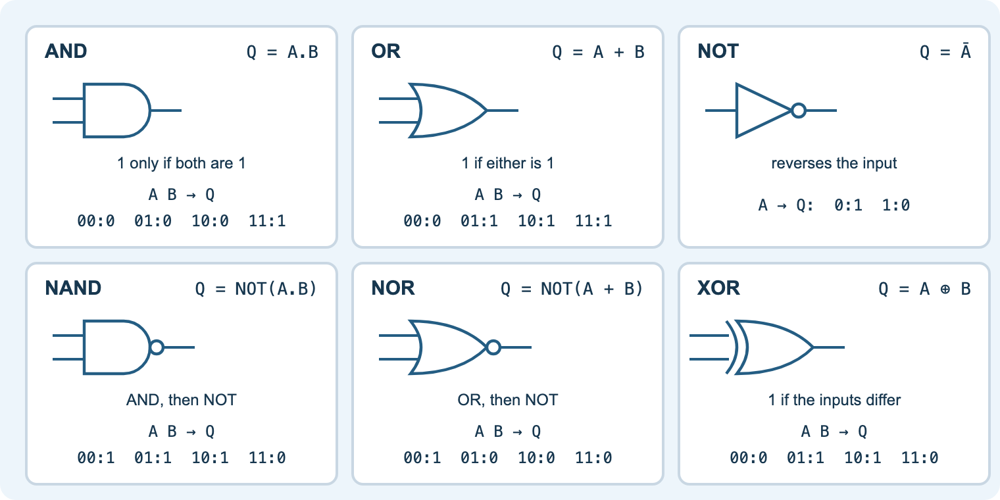 AND Q = A.B
1 only if both are 1
A B → Q
00:0 01:0 10:0 11:1
OR Q = A + B
1 if either is 1
A B → Q
00:0 01:1 10:1 11:1
NOT Q = Ā
reverses the input
A → Q: 0:1 1:0
NAND Q = NOT(A.B)
AND, then NOT
A B → Q
00:1 01:1 10:1 11:0
NOR Q = NOT(A + B)
OR, then NOT
A B → Q
00:1 01:0 10:0 11:0
XOR Q = A ⊕ B
1 if the inputs differ
A B → Q
00:0 01:1 10:1 11:0